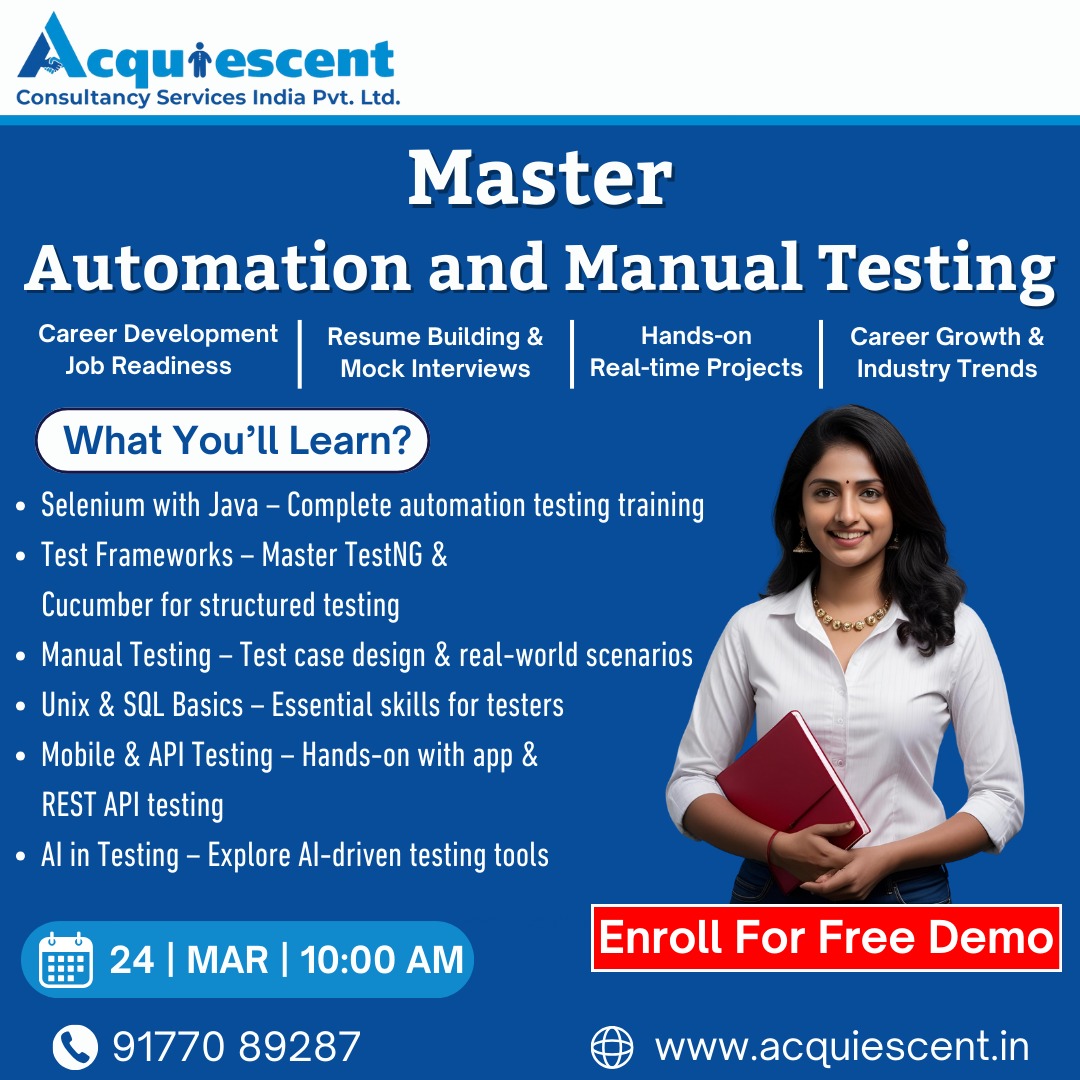 Acquiescent
Consultancy Services India Pvt. Ltd.
Master
Automation and Manual Testing
Career Development
Job Readiness
Resume Building &
Mock Interviews
Hands-on
Real-time Projects
Career Growth &
Industry Trends
What You’ll Learn?
• Selenium with Java – Complete automation testing training
• Test Frameworks – Master TestNG &
Cucumber for structured testing
• Manual Testing – Test case design & real-world scenarios
• Unix & SQL Basics – Essential skills for testers
• Mobile & API Testing – Hands-on with app &
REST API testing
• AI in Testing – Explore AI-driven testing tools
24 | MAR | 10:00 AM
Enroll For Free Demo
91770 89287
www.acquiescent.in